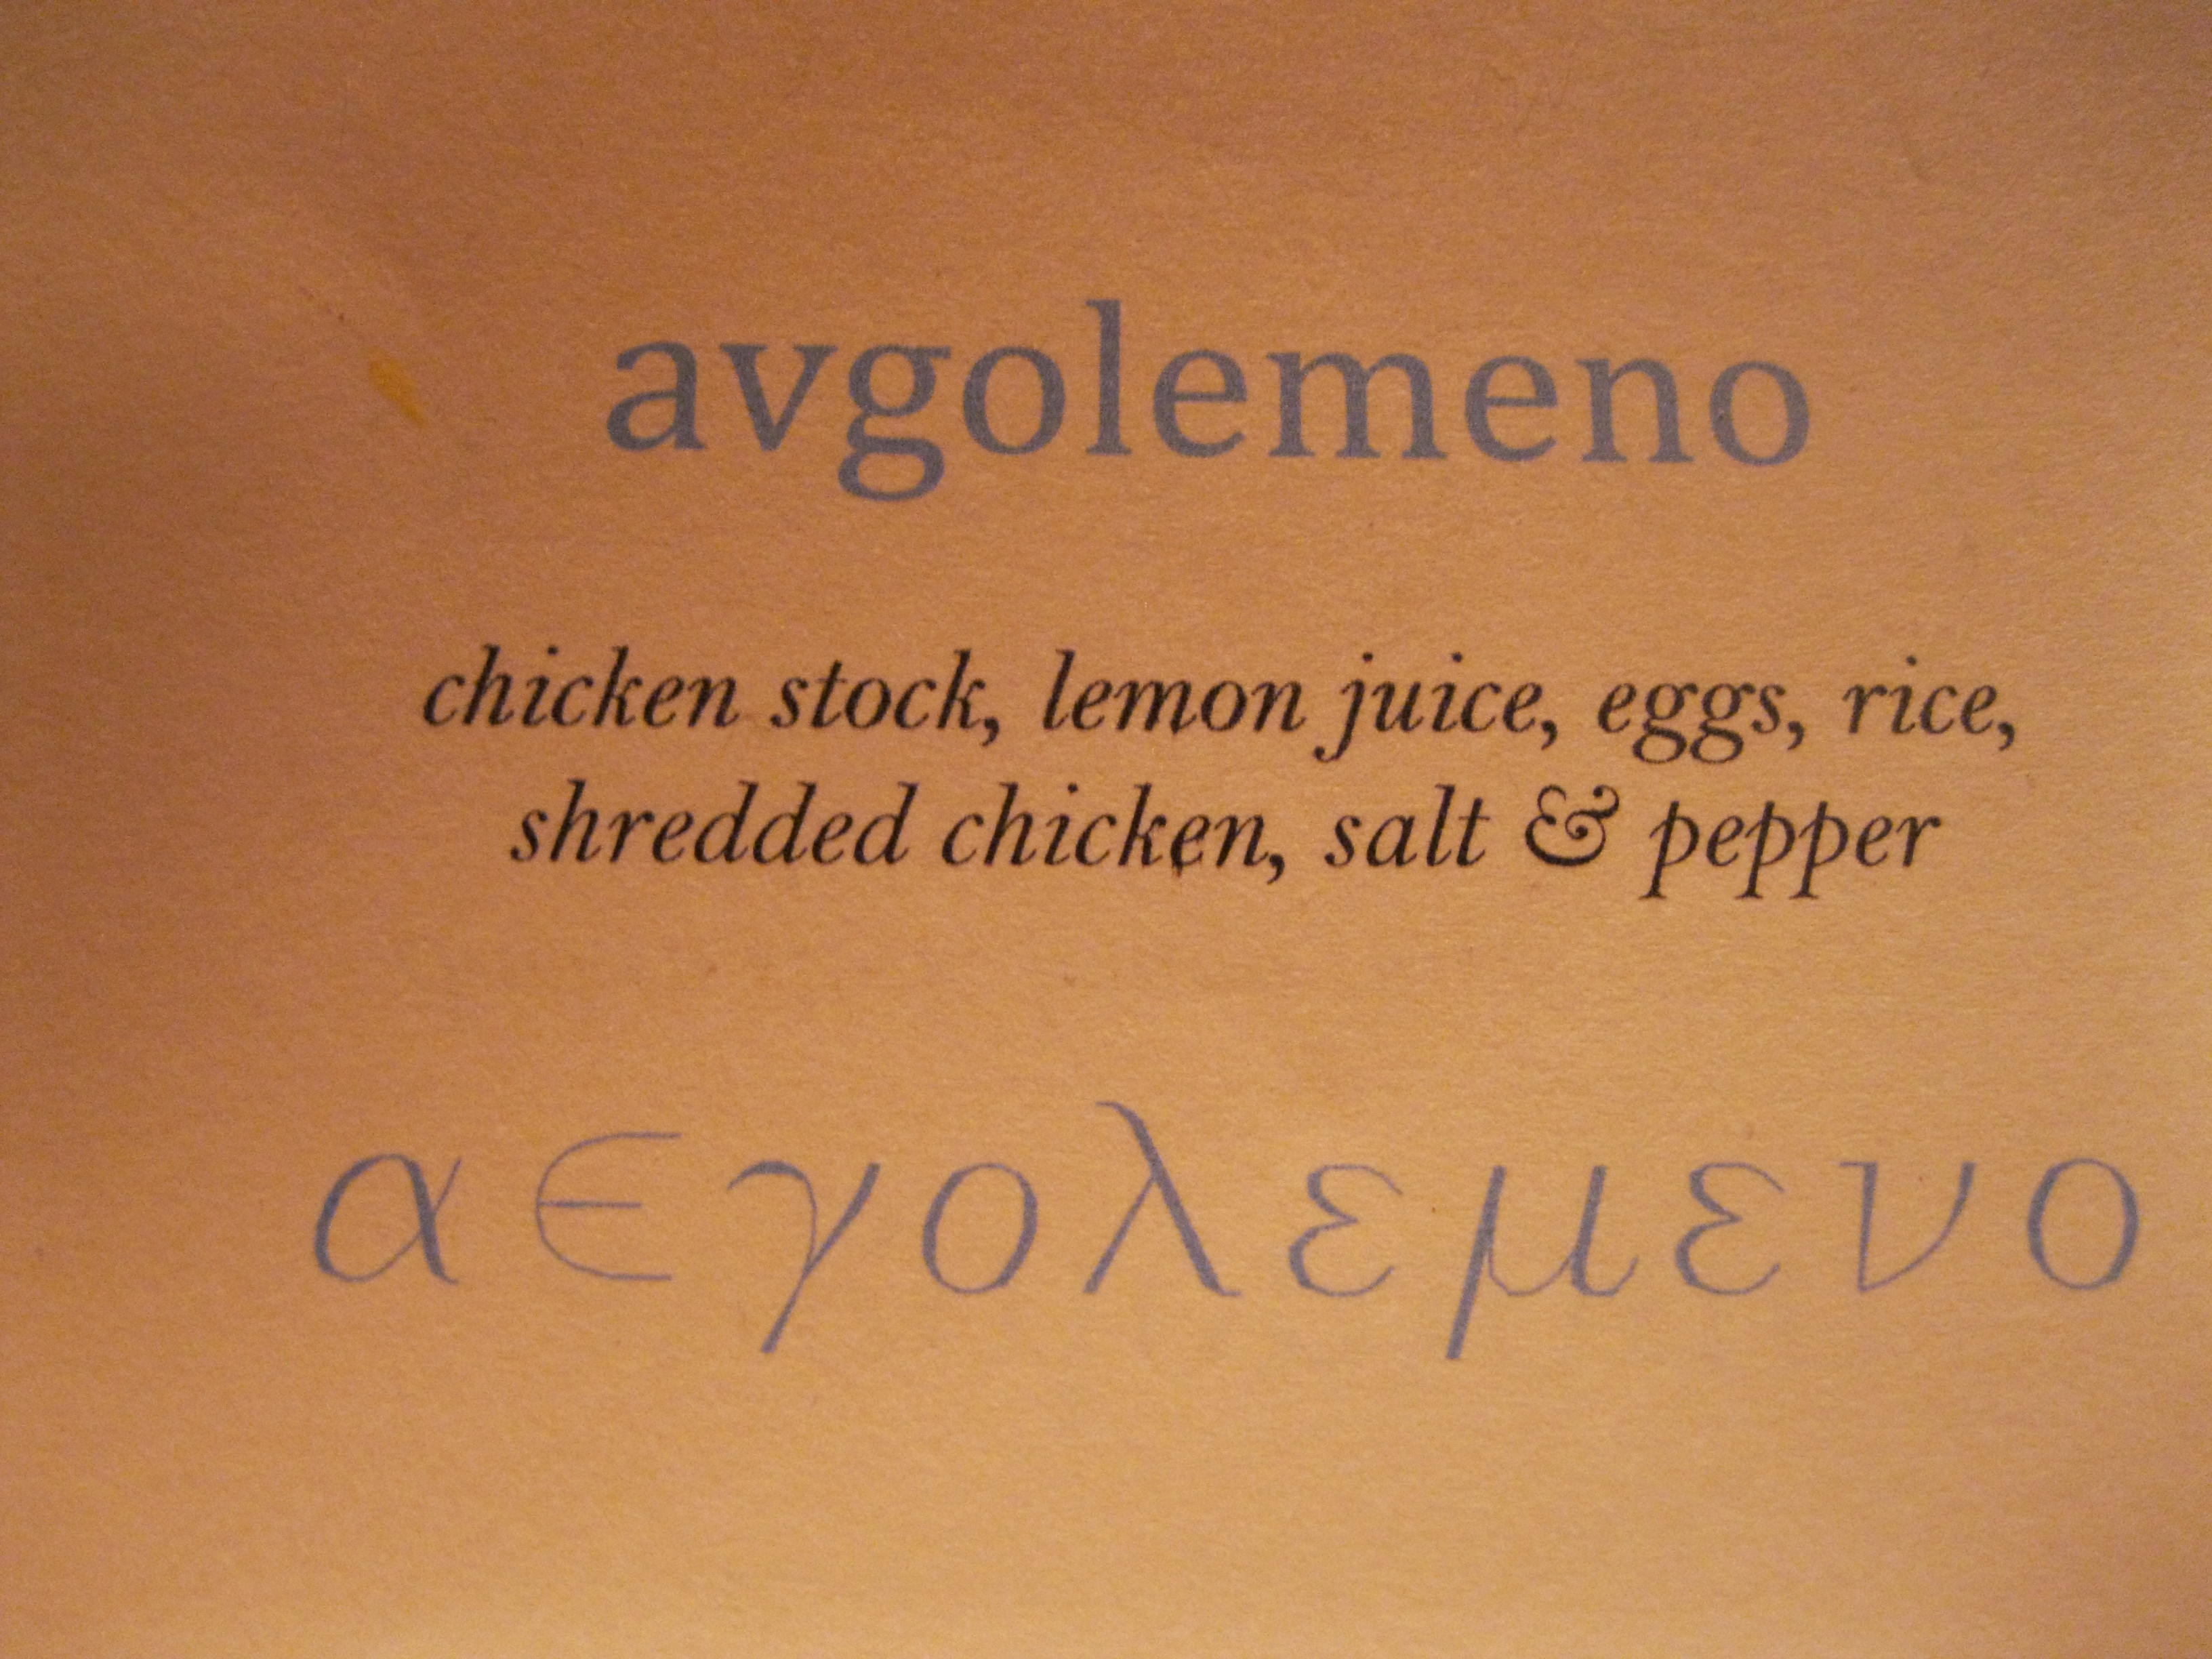 avgolemeno
chicken stock, lemon juice, eggs, rice,
shredded chicken, salt & pepper
α∈γολεμενο